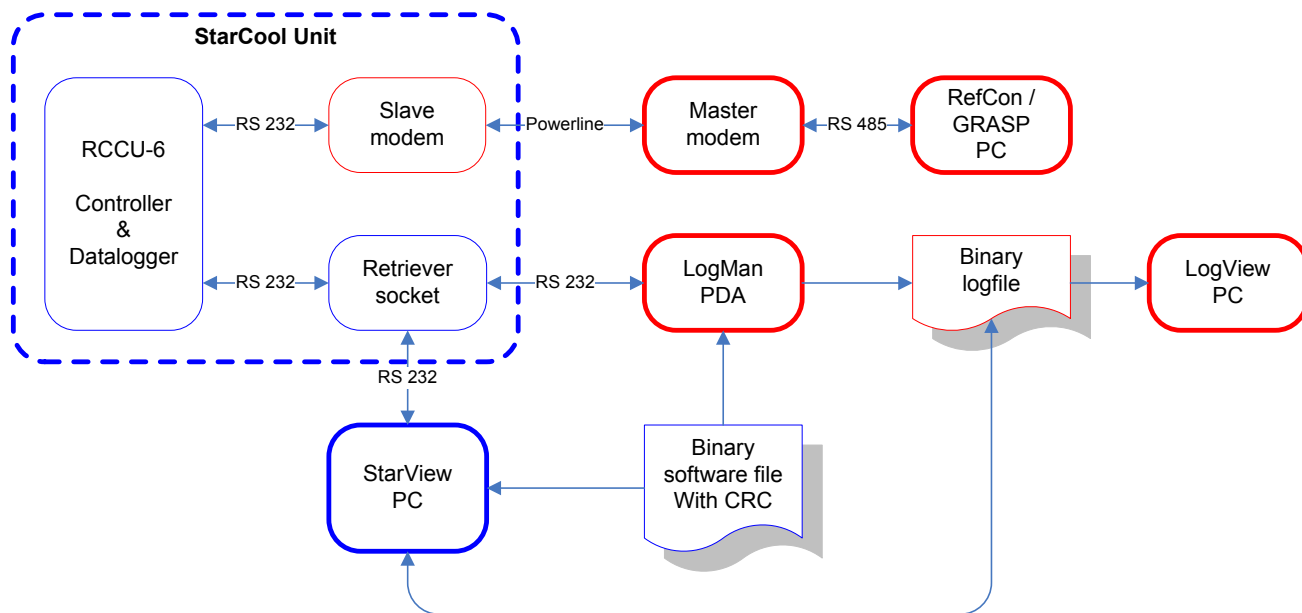 StarCool Unit
RCCU-6
Controller
&
Datalogger
RS 232
Slave
modem
Powerline
Master
modem
RS 485
RefCon /
GRASP
PC
RS 232
Retriever
socket
RS 232
LogMan
PDA
Binary
logfile
LogView
PC
RS 232
StarView
PC
Binary
software file
With CRC